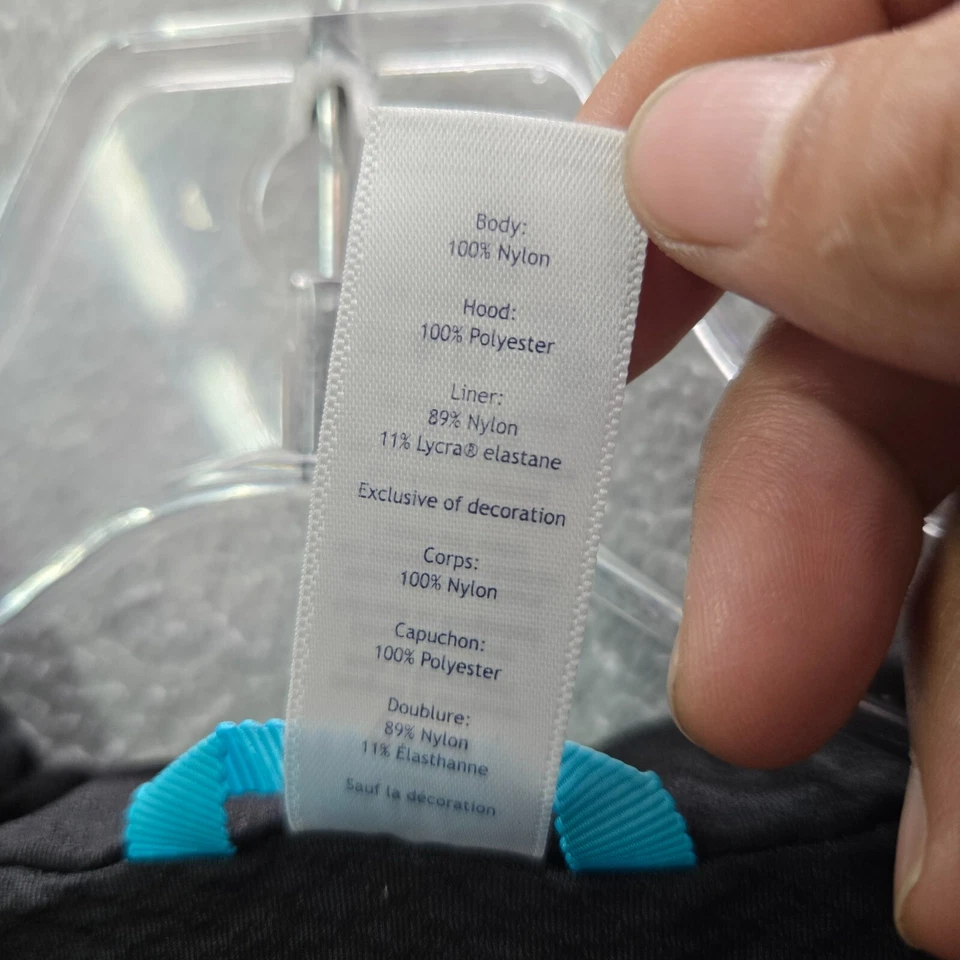 Body:
100% Nylon
Hood:
100% Polyester
Liner:
89% Nylon
11% Lycra® elastane
Exclusive of decoration
Corps:
100% Nylon
Capuchon:
100% Polyester
Doublure:
89% Nylon
11% Élasthanne
Sauf la décoration